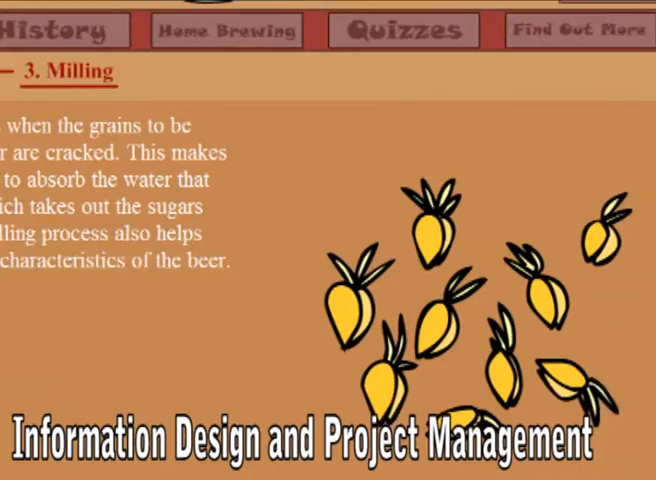 History Home Brewing Quizzes Find Out More
3. Milling
when the grains to be
r are cracked. This makes
to absorb the water that
ich takes out the sugars
lling process also helps
characteristics of the beer.
Information Design and Project Management